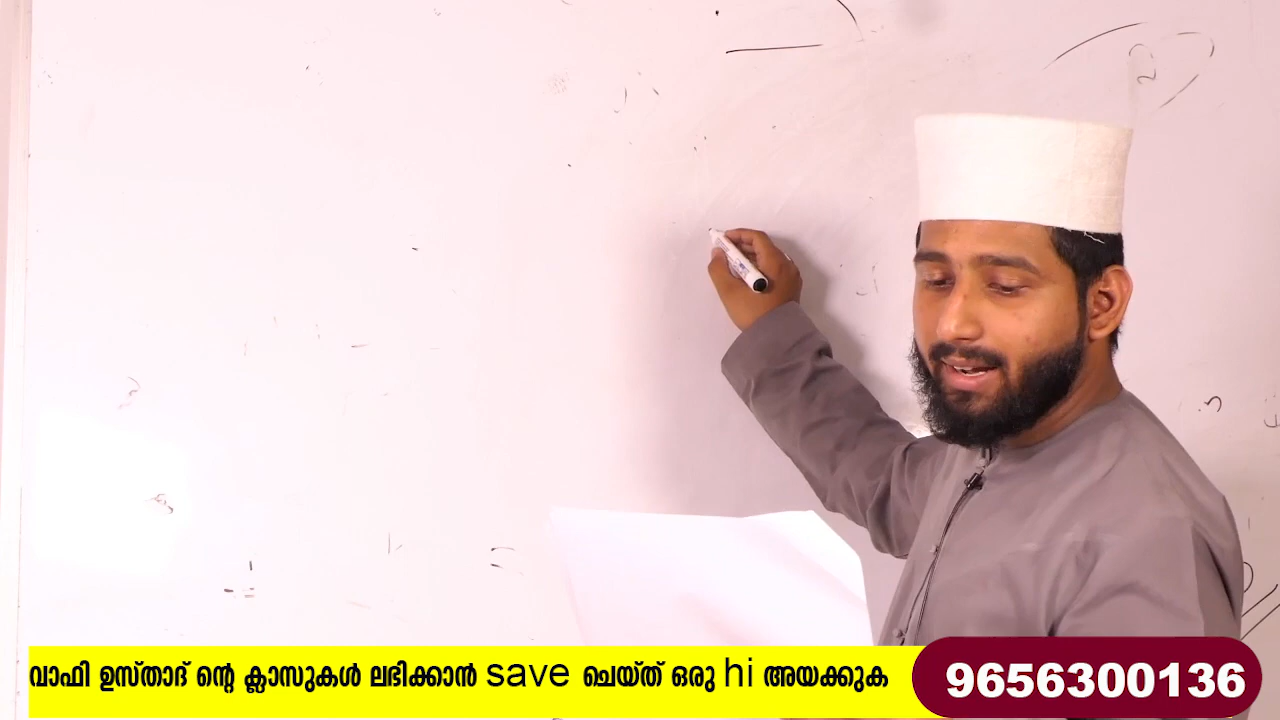 വാഫി ഉസ്താദ് ന്റെ ക്ലാസുകൾ ലഭിക്കാൻ save ചെയ്ത് ഒരു hi അയക്കുക 9656300136